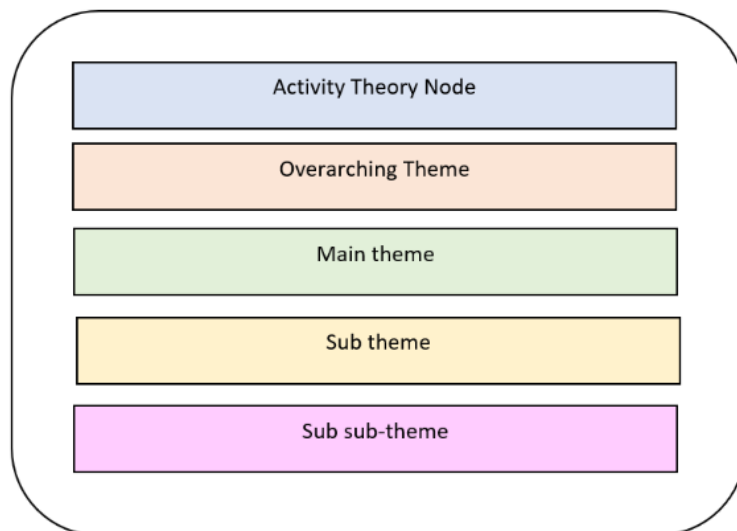 Activity Theory Node
Overarching Theme
Main theme
Sub theme
Sub sub-theme